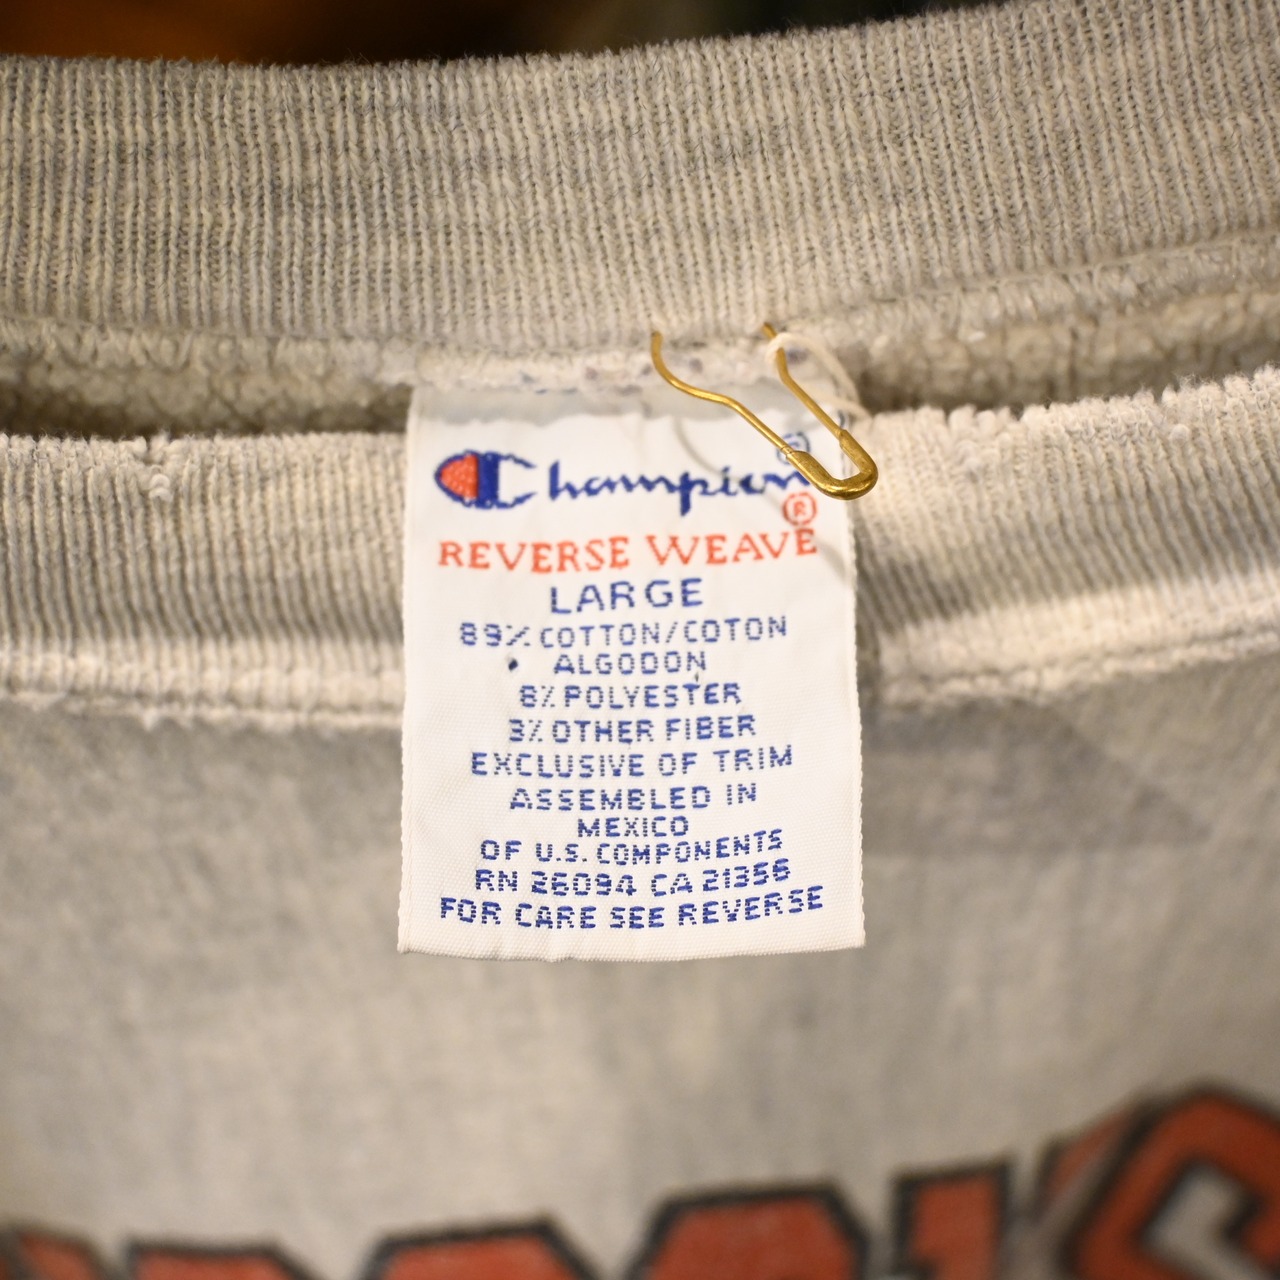 Champion®
®
REVERSE WEAVE
LARGE
89% COTTON/COTON
ALGODON
8% POLYESTER
3% OTHER FIBER
EXCLUSIVE OF TRIM
ASSEMBLED IN
MEXICO
OF U.S. COMPONENTS
RN 26094 CA 21356
FOR CARE SEE REVERSE